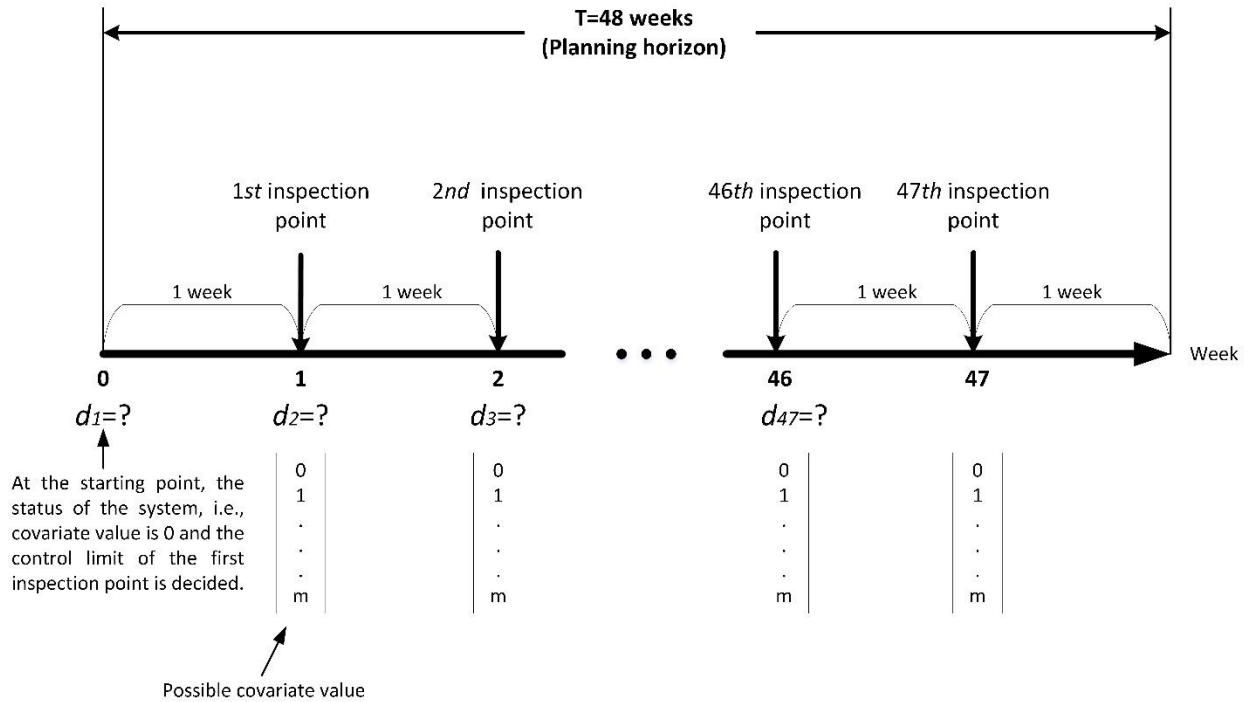 T=48 weeks
(Planning horizon)
1st inspection
point
2nd inspection
point
46th inspection
point
47th inspection
point
1 week
1 week
1 week
1 week
Week
0
1
2
46
47
d1=?
d2=?
d3=?
d47=?
At the starting point, the
status of the system, i.e.,
covariate value is 0 and the
control limit of the first
inspection point is decided.
0
1
.
.
.
m
0
1
.
.
.
m
0
1
.
.
.
m
0
1
.
.
.
m
Possible covariate value